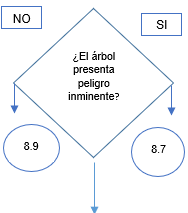 NO
SI
¿El árbol
presenta
peligro
inminente?
8.9
8.7